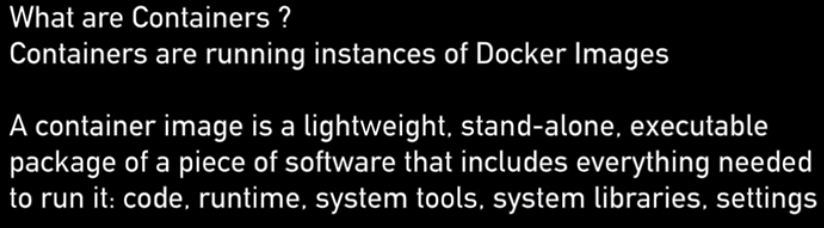 What are Containers ?
Containers are running instances of Docker Images
A container image is a lightweight, stand-alone, executable
package of a piece of software that includes everything needed
to run it: code, runtime, system tools, system libraries, settings